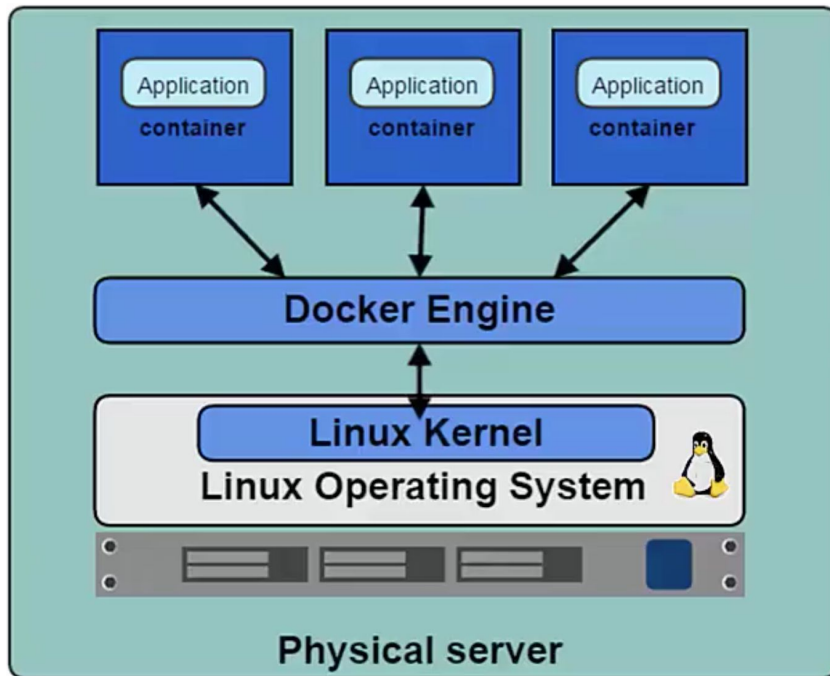 Application
container
Application
container
Application
container
Docker Engine
Linux Kernel
Linux Operating System
Physical server